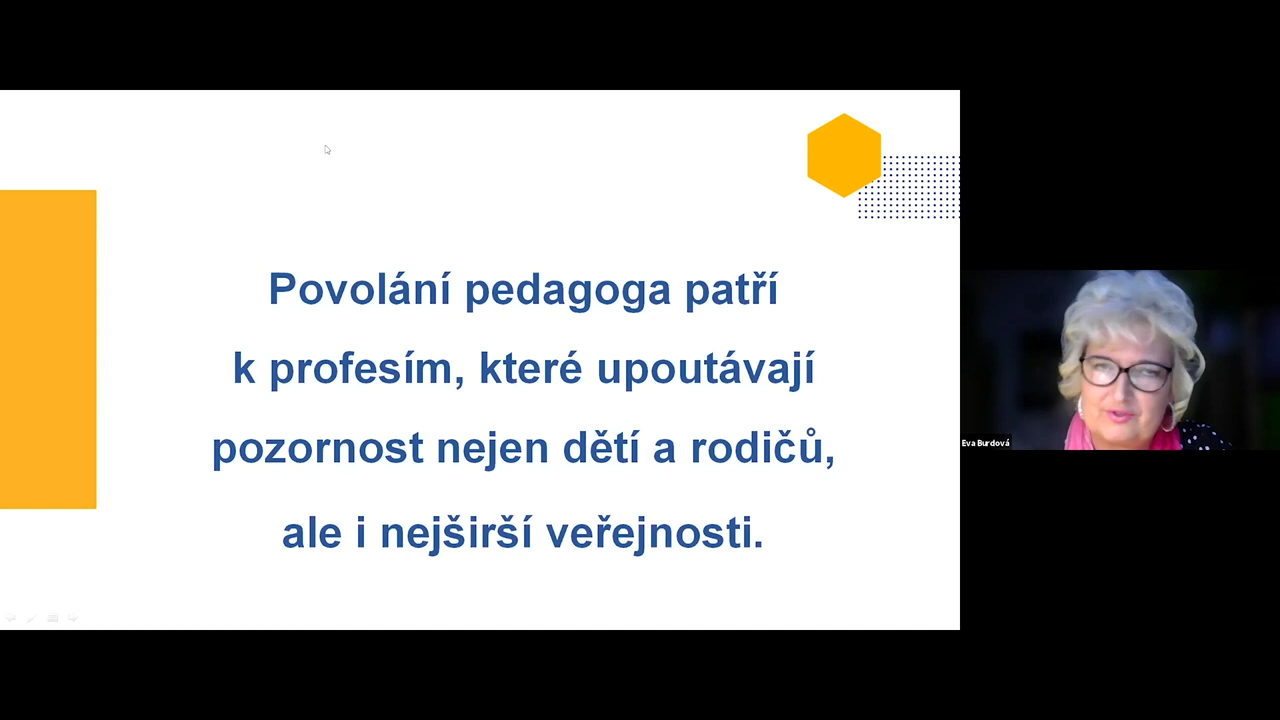 Povolání pedagoga patří
k profesím, které upoutávají
pozornost nejen dětí a rodičů,
ale i nejširší veřejnosti.
Eva Burdová